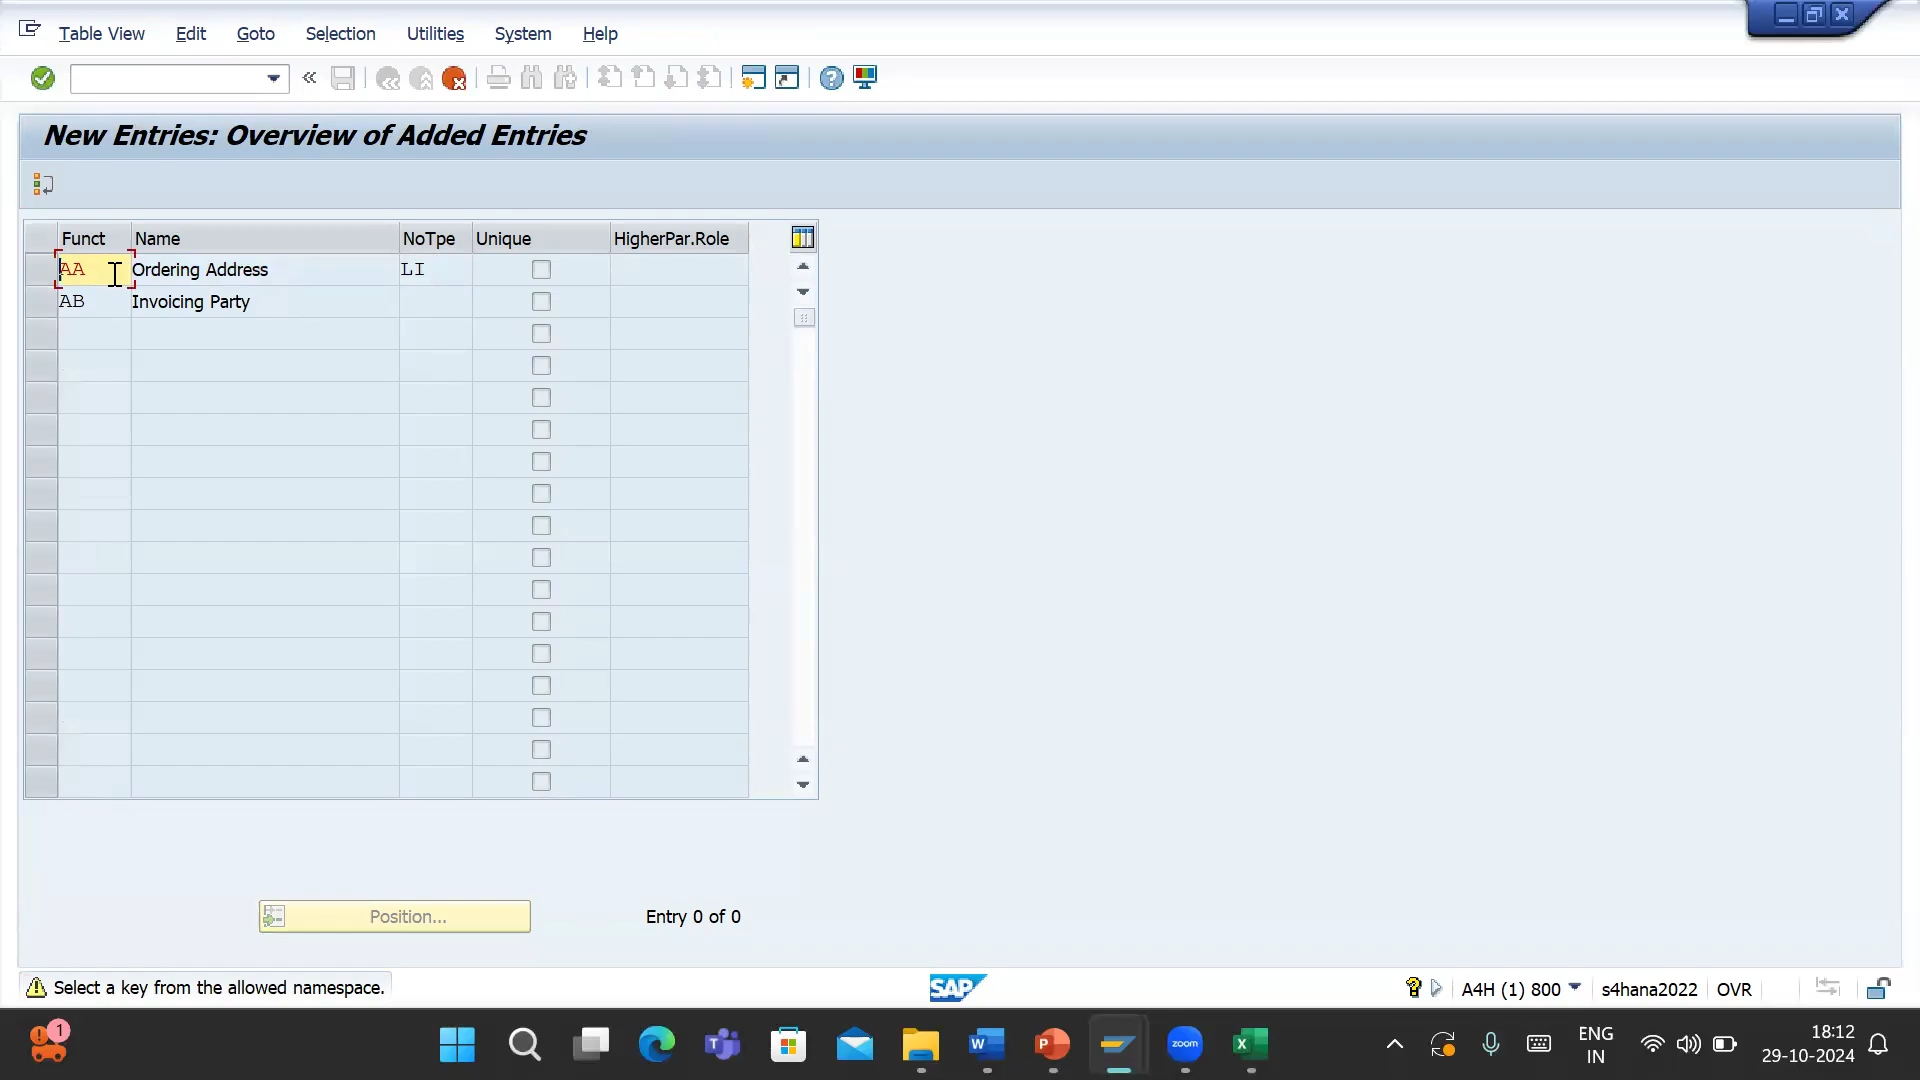 Table View Edit Goto Selection Utilities System Help
New Entries: Overview of Added Entries
Funct Name NoTpe Unique HigherPar.Role
AA Ordering Address LI
AB Invoicing Party
Position... Entry 0 of 0
Select a key from the allowed namespace. SAP A4H (1) 800 s4hana2022 OVR
1 W P zoom X ENG IN 18:12 29-10-2024